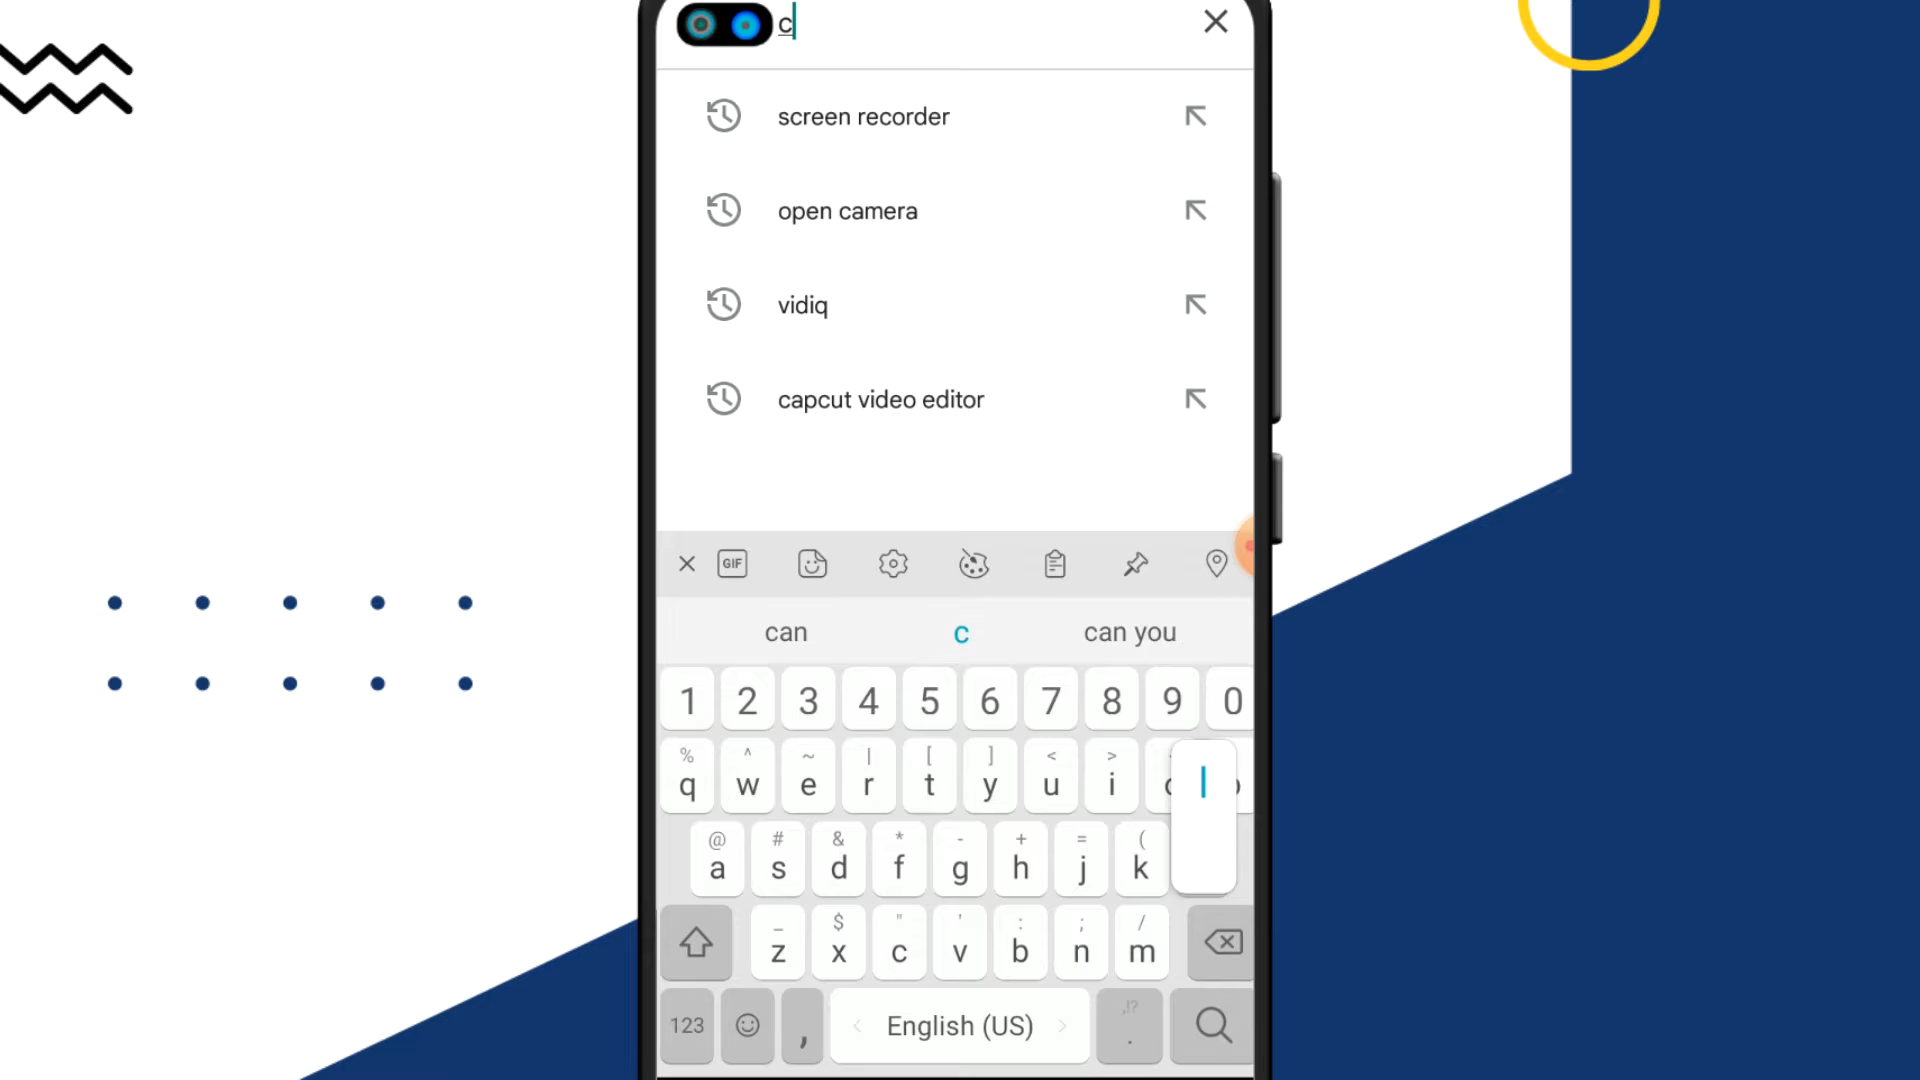 c
screen recorder
open camera
vidiq
capcut video editor
GIF
can c can you
1 2 3 4 5 6 7 8 9 0
% ^ ~ | [ ] < >
q w e r t y u i
l
@ # & * - + = (
a s d f g h j k
_ $ " ' : ; /
z x c v b n m
123 , < English (US) > ,!? .